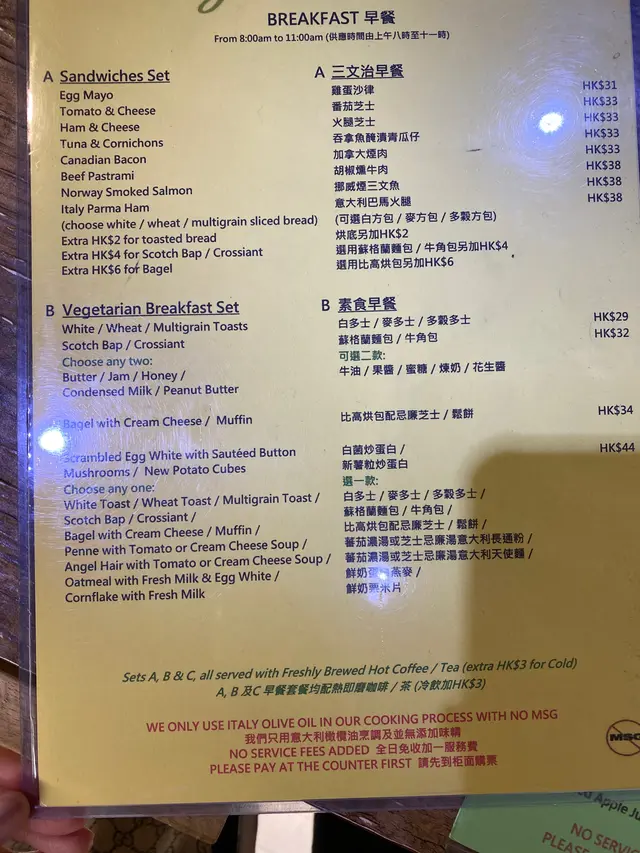 BREAKFAST 早餐
From 8:00am to 11:00am (供應時間由上午八時至十一時)
A Sandwiches Set
Egg Mayo
Tomato & Cheese
Ham & Cheese
Tuna & Cornichons
Canadian Bacon
Beef Pastrami
Norway Smoked Salmon
Italy Parma Ham
(choose white / wheat / multigrain sliced bread)
Extra HK$2 for toasted bread
Extra HK$4 for Scotch Bap / Crossiant
Extra HK$6 for Bagel
A 三文治早餐
雞蛋沙律 HK$31
番茄芝士 HK$33
火腿芝士 HK$33
吞拿魚醃漬青瓜仔 HK$33
加拿大煙肉 HK$33
胡椒燻牛肉 HK$38
挪威煙三文魚 HK$38
意大利巴馬火腿 HK$38
(可選白方包 / 麥方包 / 多穀方包)
烘底另加HK$2
選用蘇格蘭麵包 / 牛角包另加HK$4
選用比高烘包另加HK$6
B Vegetarian Breakfast Set
White / Wheat / Multigrain Toasts
Scotch Bap / Crossiant
Choose any two:
Butter / Jam / Honey /
Condensed Milk / Peanut Butter
Bagel with Cream Cheese / Muffin
Scrambled Egg White with Sautéed Button
Mushrooms / New Potato Cubes
Choose any one:
White Toast / Wheat Toast / Multigrain Toast /
Scotch Bap / Crossiant /
Bagel with Cream Cheese / Muffin /
Penne with Tomato or Cream Cheese Soup /
Angel Hair with Tomato or Cream Cheese Soup /
Oatmeal with Fresh Milk & Egg White /
Cornflake with Fresh Milk
B 素食早餐
白多士 / 麥多士 / 多穀多士 HK$29
蘇格蘭麵包 / 牛角包 HK$32
可選二款:
牛油 / 果醬 / 蜜糖 / 煉奶 / 花生醬
比高烘包配忌廉芝士 / 鬆餅 HK$34
白菌炒蛋白 / HK$44
新薯粒炒蛋白
選一款:
白多士 / 麥多士 / 多穀多士 /
蘇格蘭麵包 / 牛角包 /
比高烘包配忌廉芝士 / 鬆餅 /
蕃茄濃湯或芝士忌廉湯意大利長通粉 /
蕃茄濃湯或芝士忌廉湯意大利天使麵 /
鮮奶蛋白燕麥 /
鮮奶粟米片
Sets A, B & C, all served with Freshly Brewed Hot Coffee / Tea (extra HK$3 for Cold)
A, B 及C 早餐套餐均配熱即磨咖啡 / 茶 (冷飲加HK$3)
WE ONLY USE ITALY OLIVE OIL IN OUR COOKING PROCESS WITH NO MSG
我們只用意大利橄欖油烹調及並無添加味精
NO SERVICE FEES ADDED 全日免收加一服務費
PLEASE PAY AT THE COUNTER FIRST 請先到柜面購票
MSG
Apple Ju
NO SERVIC
PLEASE